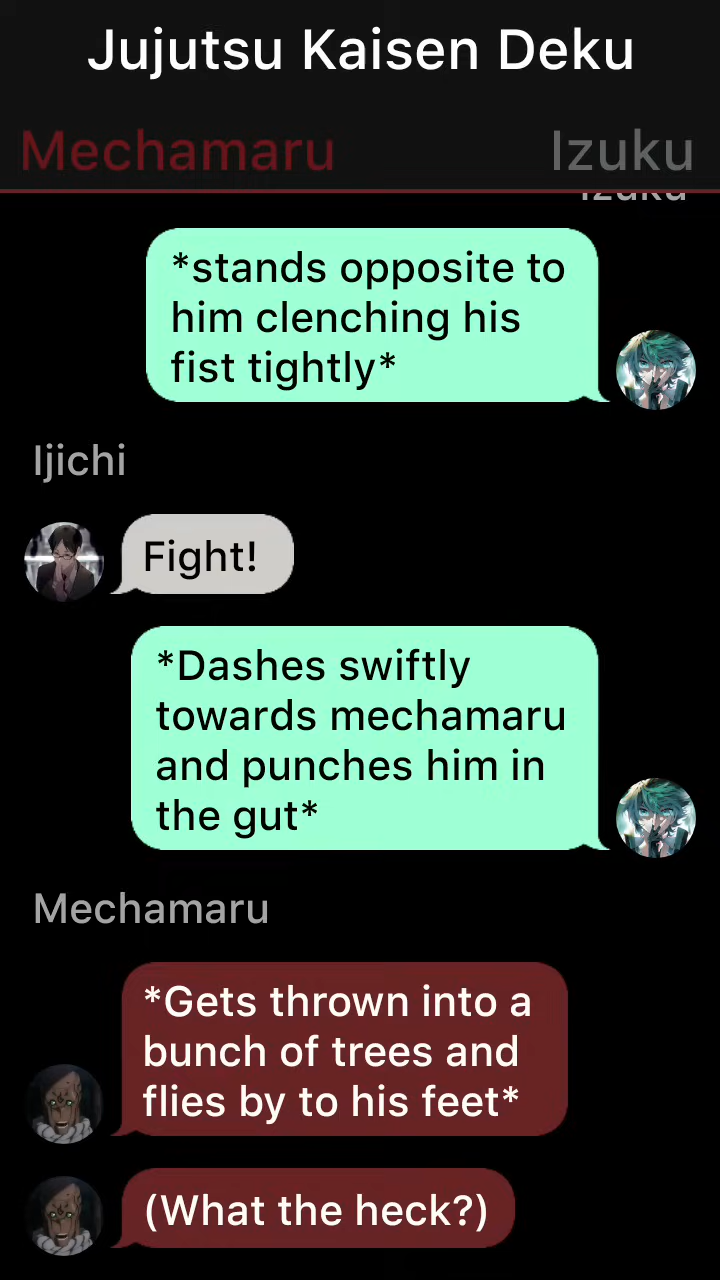 Jujutsu Kaisen Deku
Mechamaru
Izuku
Izuku
*stands opposite to
him clenching his
fist tightly*
Ijichi
Fight!
*Dashes swiftly
towards mechamaru
and punches him in
the gut*
Mechamaru
*Gets thrown into a
bunch of trees and
flies by to his feet*
(What the heck?)